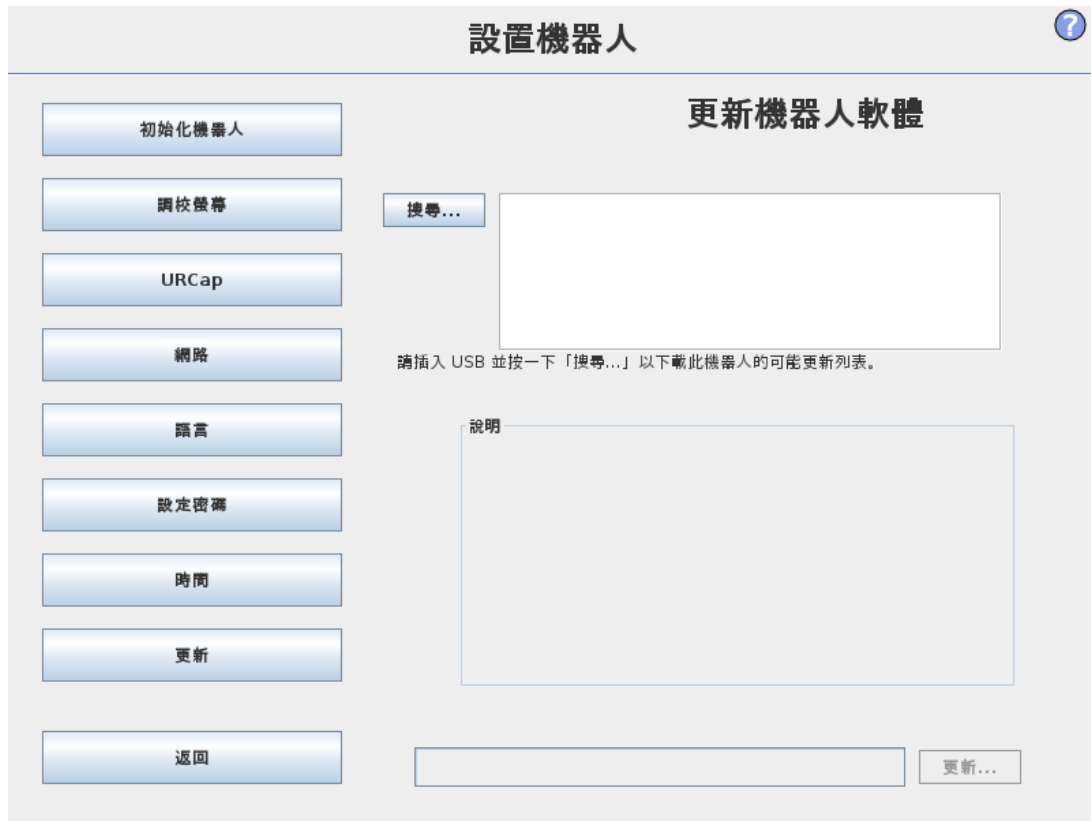 設置機器人
?
初始化機器人
調校螢幕
URCap
網路
語言
設定密碼
時間
更新
返回
更新機器人軟體
搜尋...
請插入 USB 並按一下「搜尋...」以下載此機器人的可能更新列表。
說明
更新...